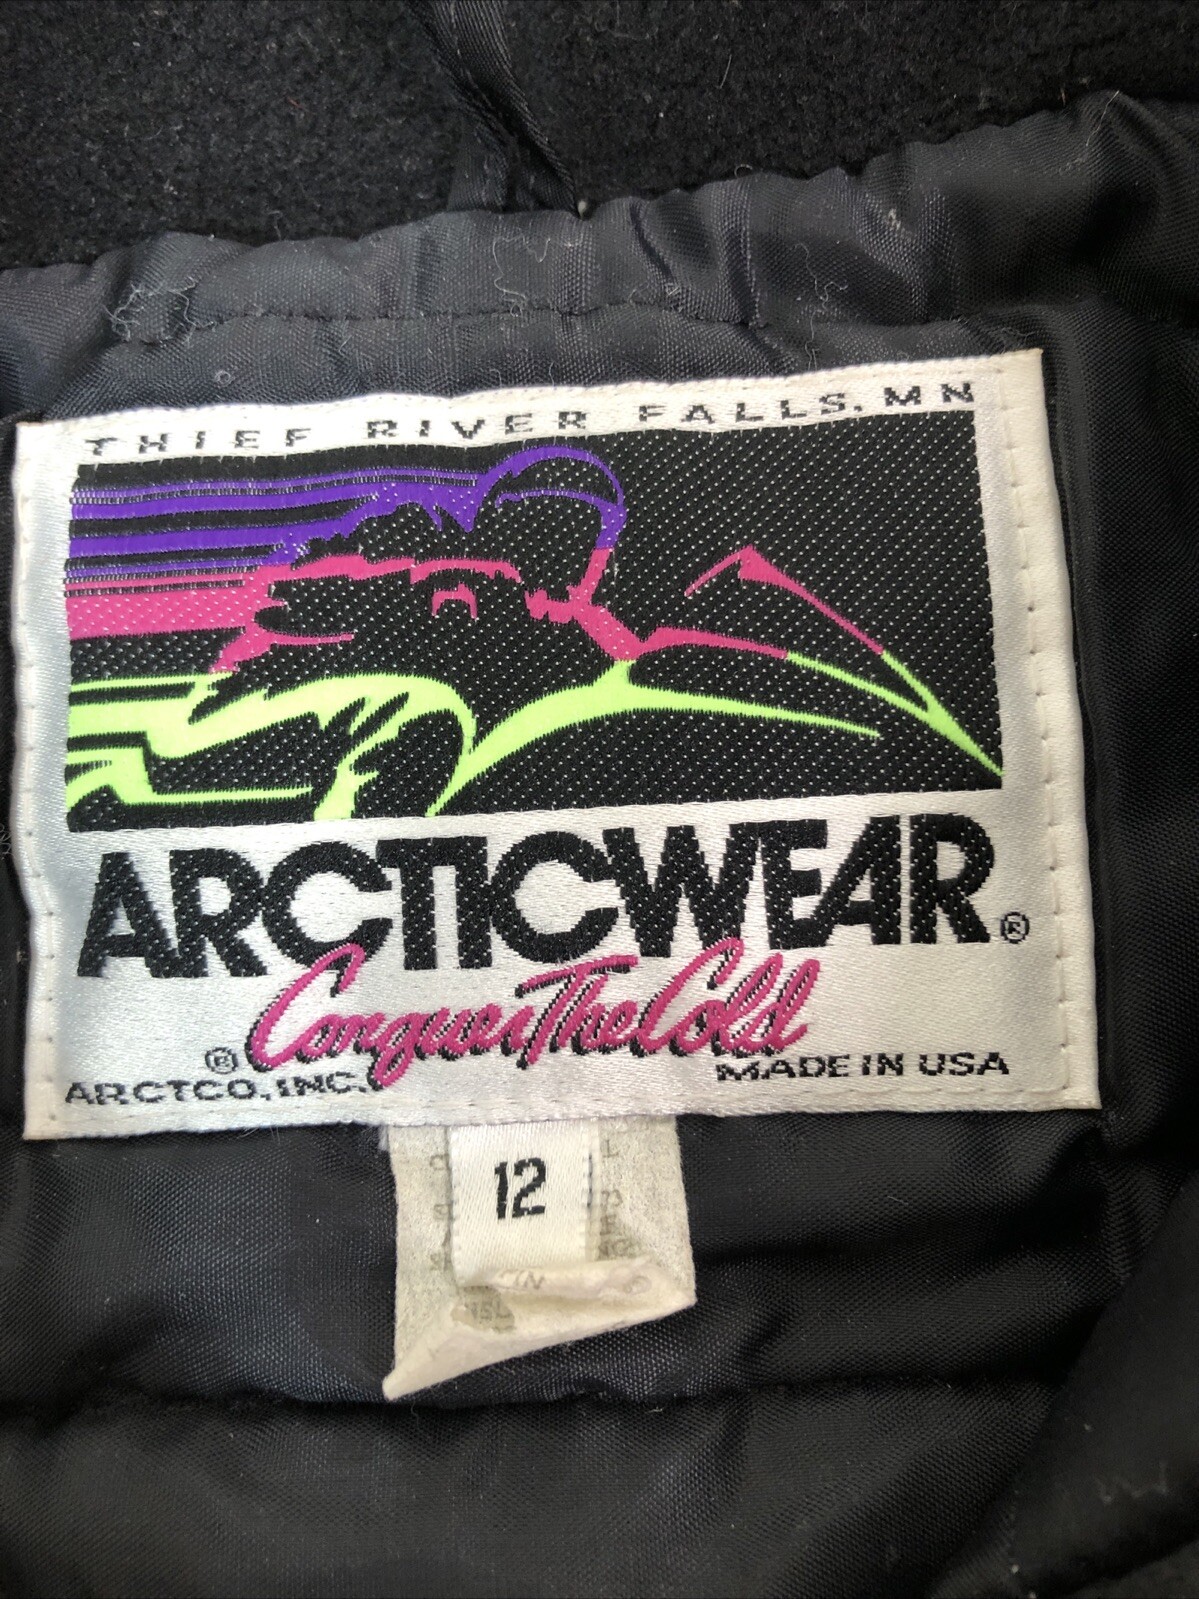 THIEF RIVER FALLS, MN
ARCTICWEAR®
Conquer The Cold
® ARCTCO, INC.
MADE IN USA
12